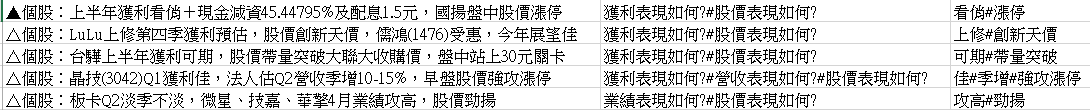 ▲個股：上半年獲利看俏＋現金減資45.44795%及配息1.5元，國揚盤中股價漲停 獲利表現如何?#股價表現如何? 看俏#漲停
△個股：LuLu上修第四季獲利預估，股價創新天價，儒鴻(1476)受惠，今年展望佳 獲利表現如何?#股價表現如何? 上修#創新天價
△個股：台驊上半年獲利可期，股價帶量突破大聯大收購價，盤中站上30元關卡 獲利表現如何?#股價表現如何? 可期#帶量突破
△個股：晶技(3042)Q1獲利佳，法人估Q2營收季增10-15%，早盤股價強攻漲停 獲利表現如何?#營收表現如何?#股價表現如何? 佳#季增#強攻漲停
△個股：板卡Q2淡季不淡，微星、技嘉、華擎4月業績攻高，股價勁揚 業績表現如何?#股價表現如何? 攻高#勁揚